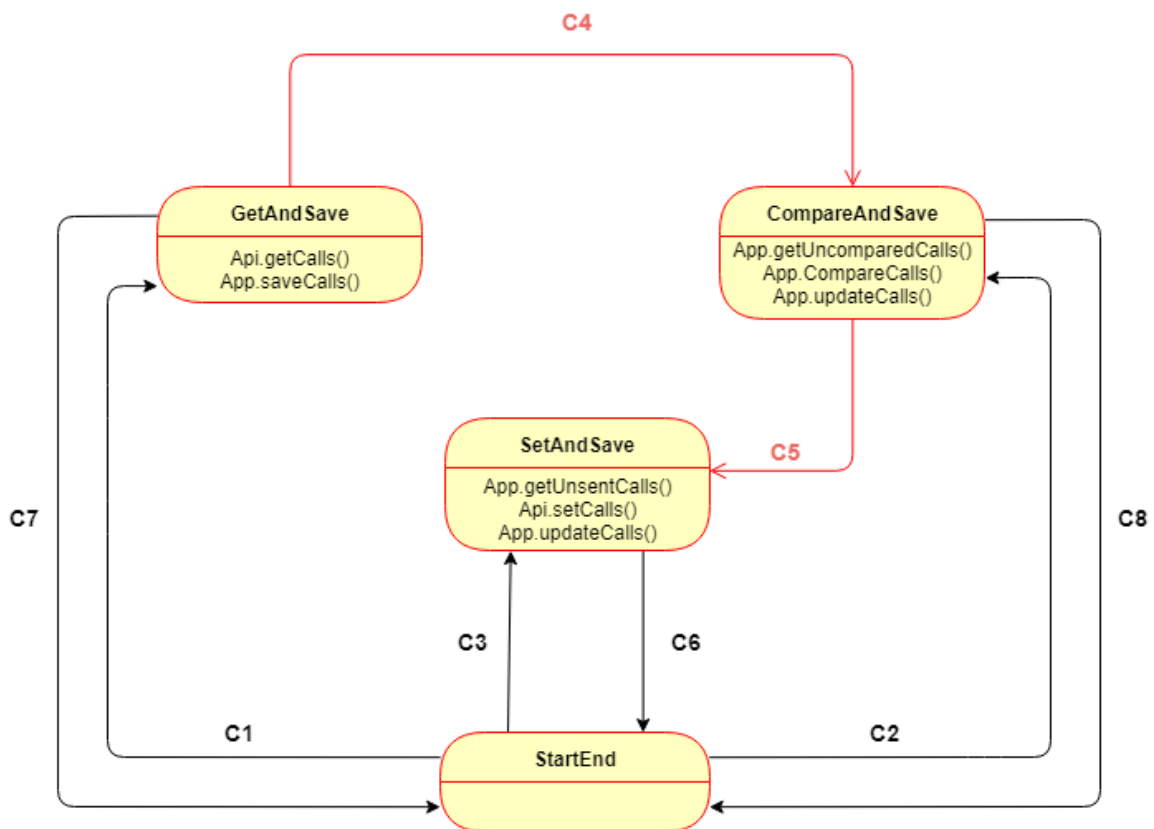 C4
GetAndSave
Api.getCalls()
App.saveCalls()
CompareAndSave
App.getUncomparedCalls()
App.CompareCalls()
App.updateCalls()
SetAndSave
App.getUnsentCalls()
Api.setCalls()
App.updateCalls()
C5
C7
C8
C3
C6
C1
C2
StartEnd